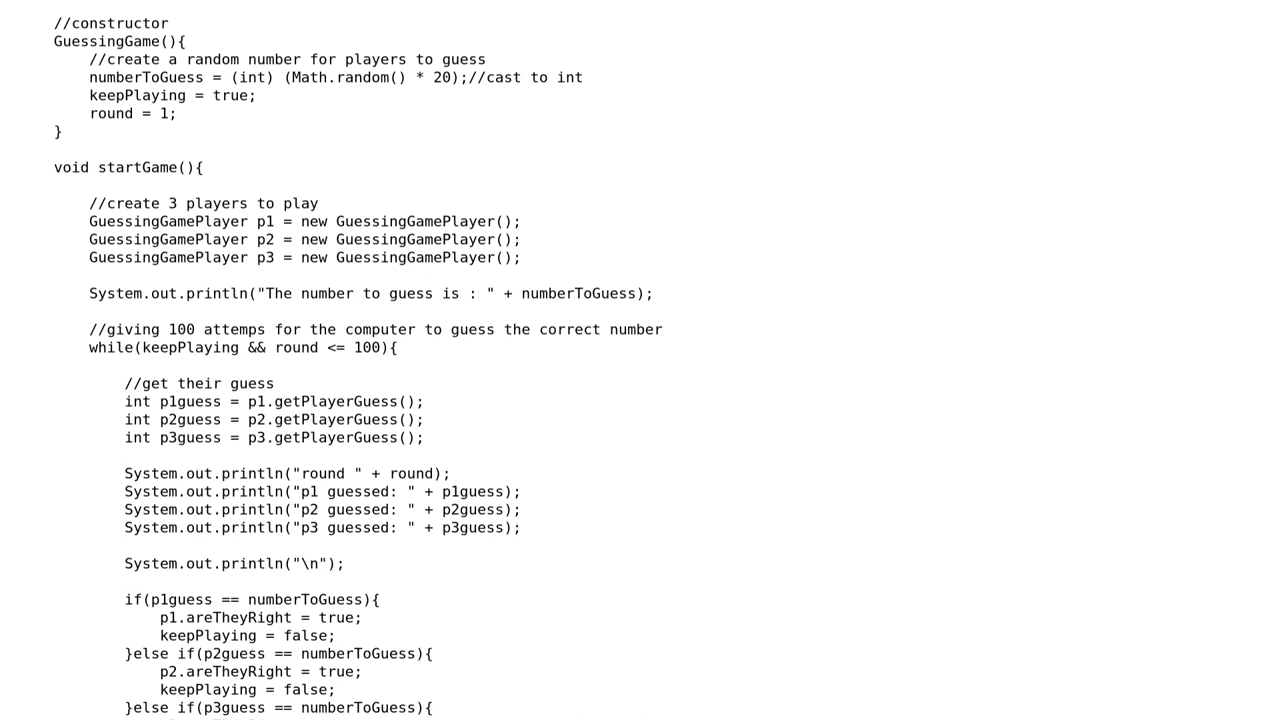 //constructor
GuessingGame(){
//create a random number for players to guess
numberToGuess = (int) (Math.random() * 20);//cast to int
keepPlaying = true;
round = 1;
}
void startGame(){
//create 3 players to play
GuessingGamePlayer p1 = new GuessingGamePlayer();
GuessingGamePlayer p2 = new GuessingGamePlayer();
GuessingGamePlayer p3 = new GuessingGamePlayer();
System.out.println("The number to guess is : " + numberToGuess);
//giving 100 attemps for the computer to guess the correct number
while(keepPlaying && round <= 100){
//get their guess
int p1guess = p1.getPlayerGuess();
int p2guess = p2.getPlayerGuess();
int p3guess = p3.getPlayerGuess();
System.out.println("round " + round);
System.out.println("p1 guessed: " + p1guess);
System.out.println("p2 guessed: " + p2guess);
System.out.println("p3 guessed: " + p3guess);
System.out.println("\n");
if(p1guess == numberToGuess){
p1.areTheyRight = true;
keepPlaying = false;
}else if(p2guess == numberToGuess){
p2.areTheyRight = true;
keepPlaying = false;
}else if(p3guess == numberToGuess){